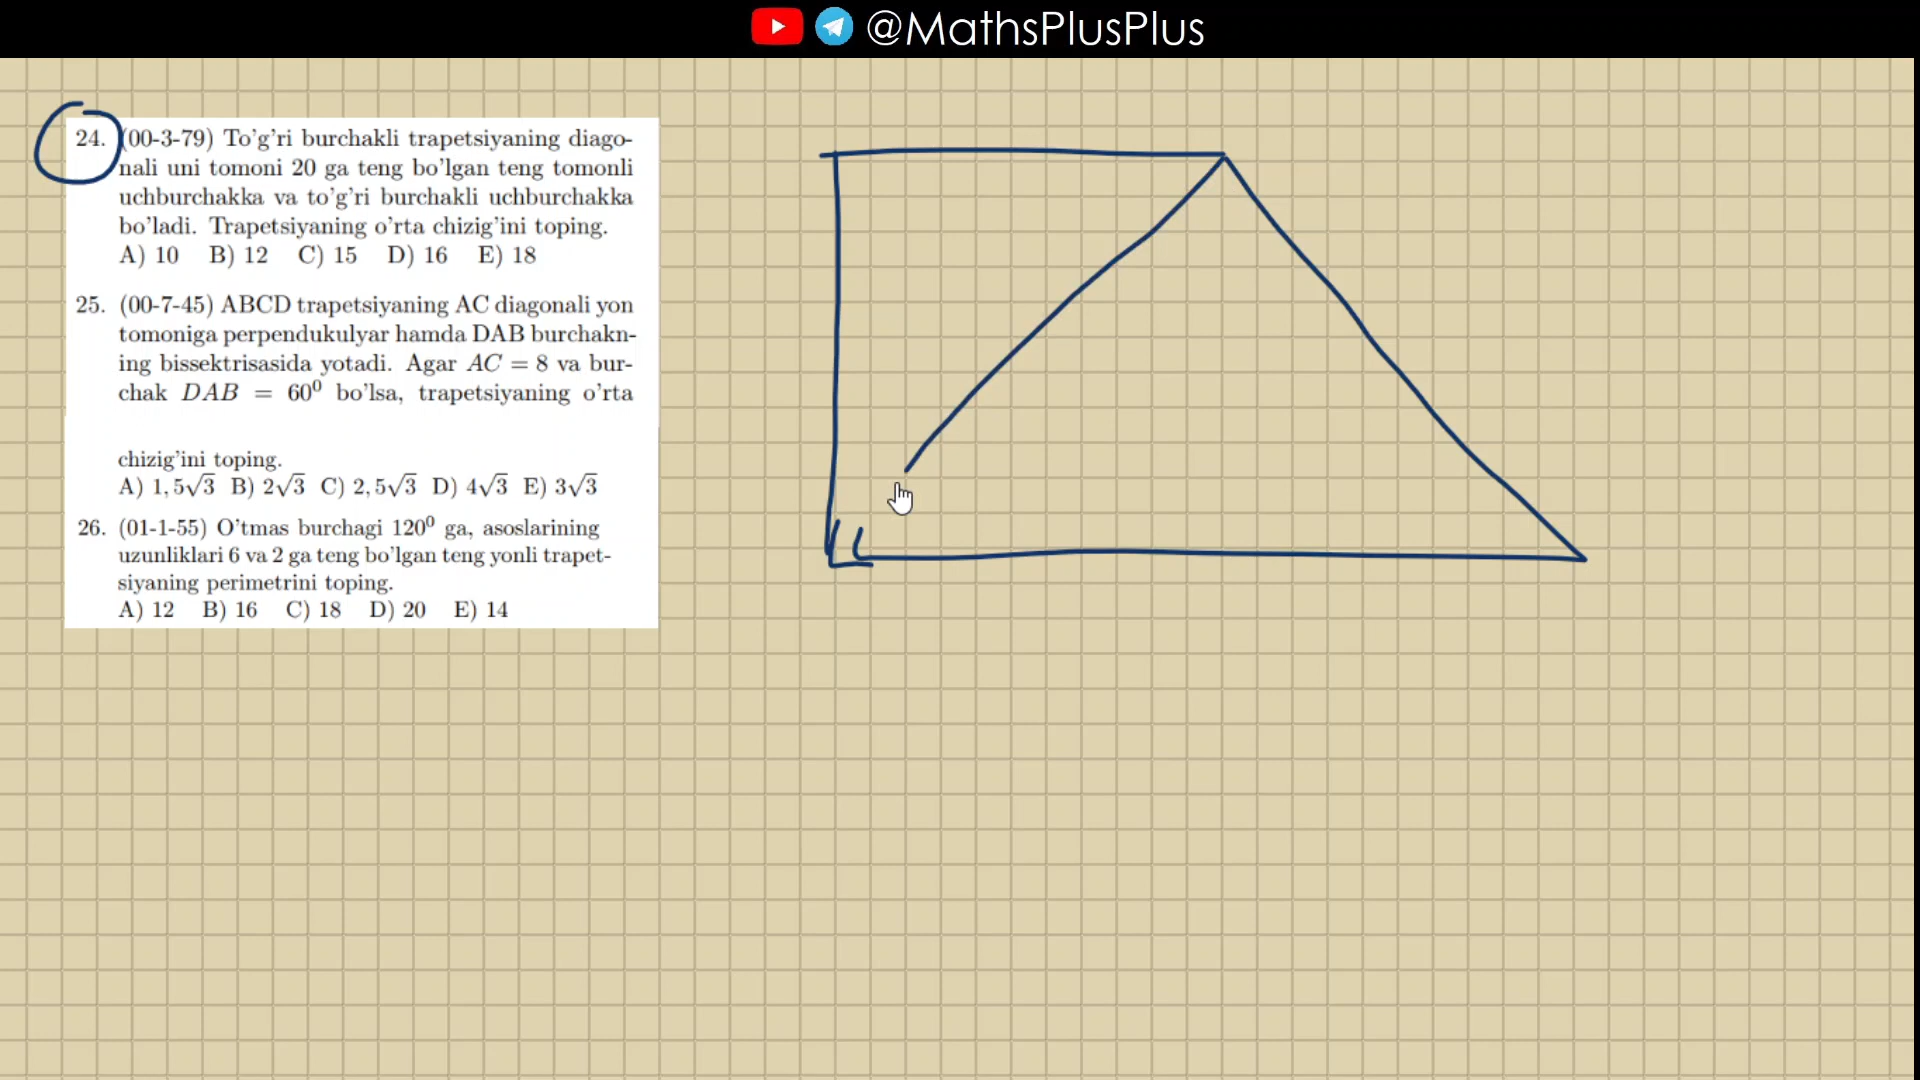 @MathsPlusPlus
24. (00-3-79) To'g'ri burchakli trapetsiyaning diago-
nali uni tomoni 20 ga teng bo'lgan teng tomonli
uchburchakka va to'g'ri burchakli uchburchakka
bo'ladi. Trapetsiyaning o'rta chizig'ini toping.
A) 10 B) 12 C) 15 D) 16 E) 18
25. (00-7-45) ABCD trapetsiyaning AC diagonali yon
tomoniga perpendukulyar hamda DAB burchakn-
ing bissektrisasida yotadi. Agar AC = 8 va bur-
chak DAB = 60⁰ bo'lsa, trapetsiyaning o'rta
chizig'ini toping.
A) 1, 5√3 B) 2√3 C) 2, 5√3 D) 4√3 E) 3√3
26. (01-1-55) O'tmas burchagi 120⁰ ga, asoslarining
uzunliklari 6 va 2 ga teng bo'lgan teng yonli trapet-
siyaning perimetrini toping.
A) 12 B) 16 C) 18 D) 20 E) 14